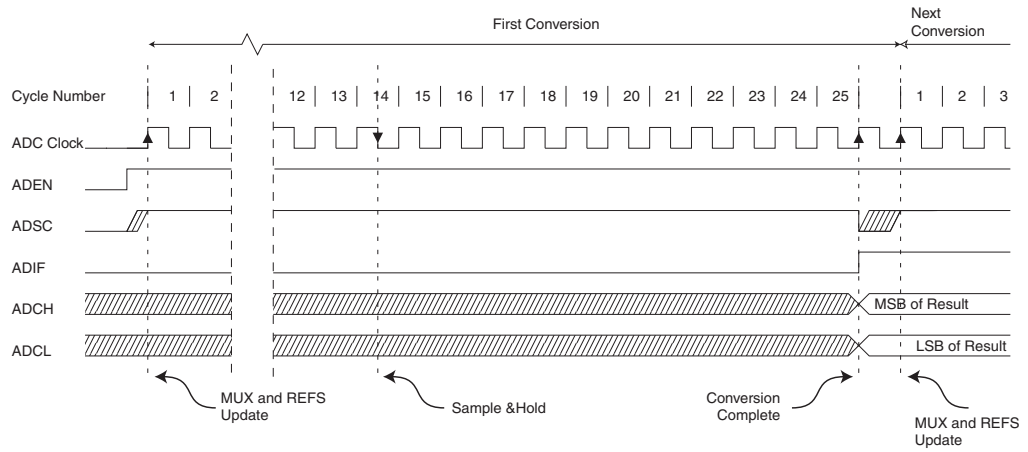 First Conversion
Next
Conversion
Cycle Number 1 2 12 13 14 15 16 17 18 19 20 21 22 23 24 25 1 2 3
ADC Clock
ADEN
ADSC
ADIF
ADCH
MSB of Result
ADCL
LSB of Result
MUX and REFS
Update
Sample &Hold
Conversion
Complete
MUX and REFS
Update